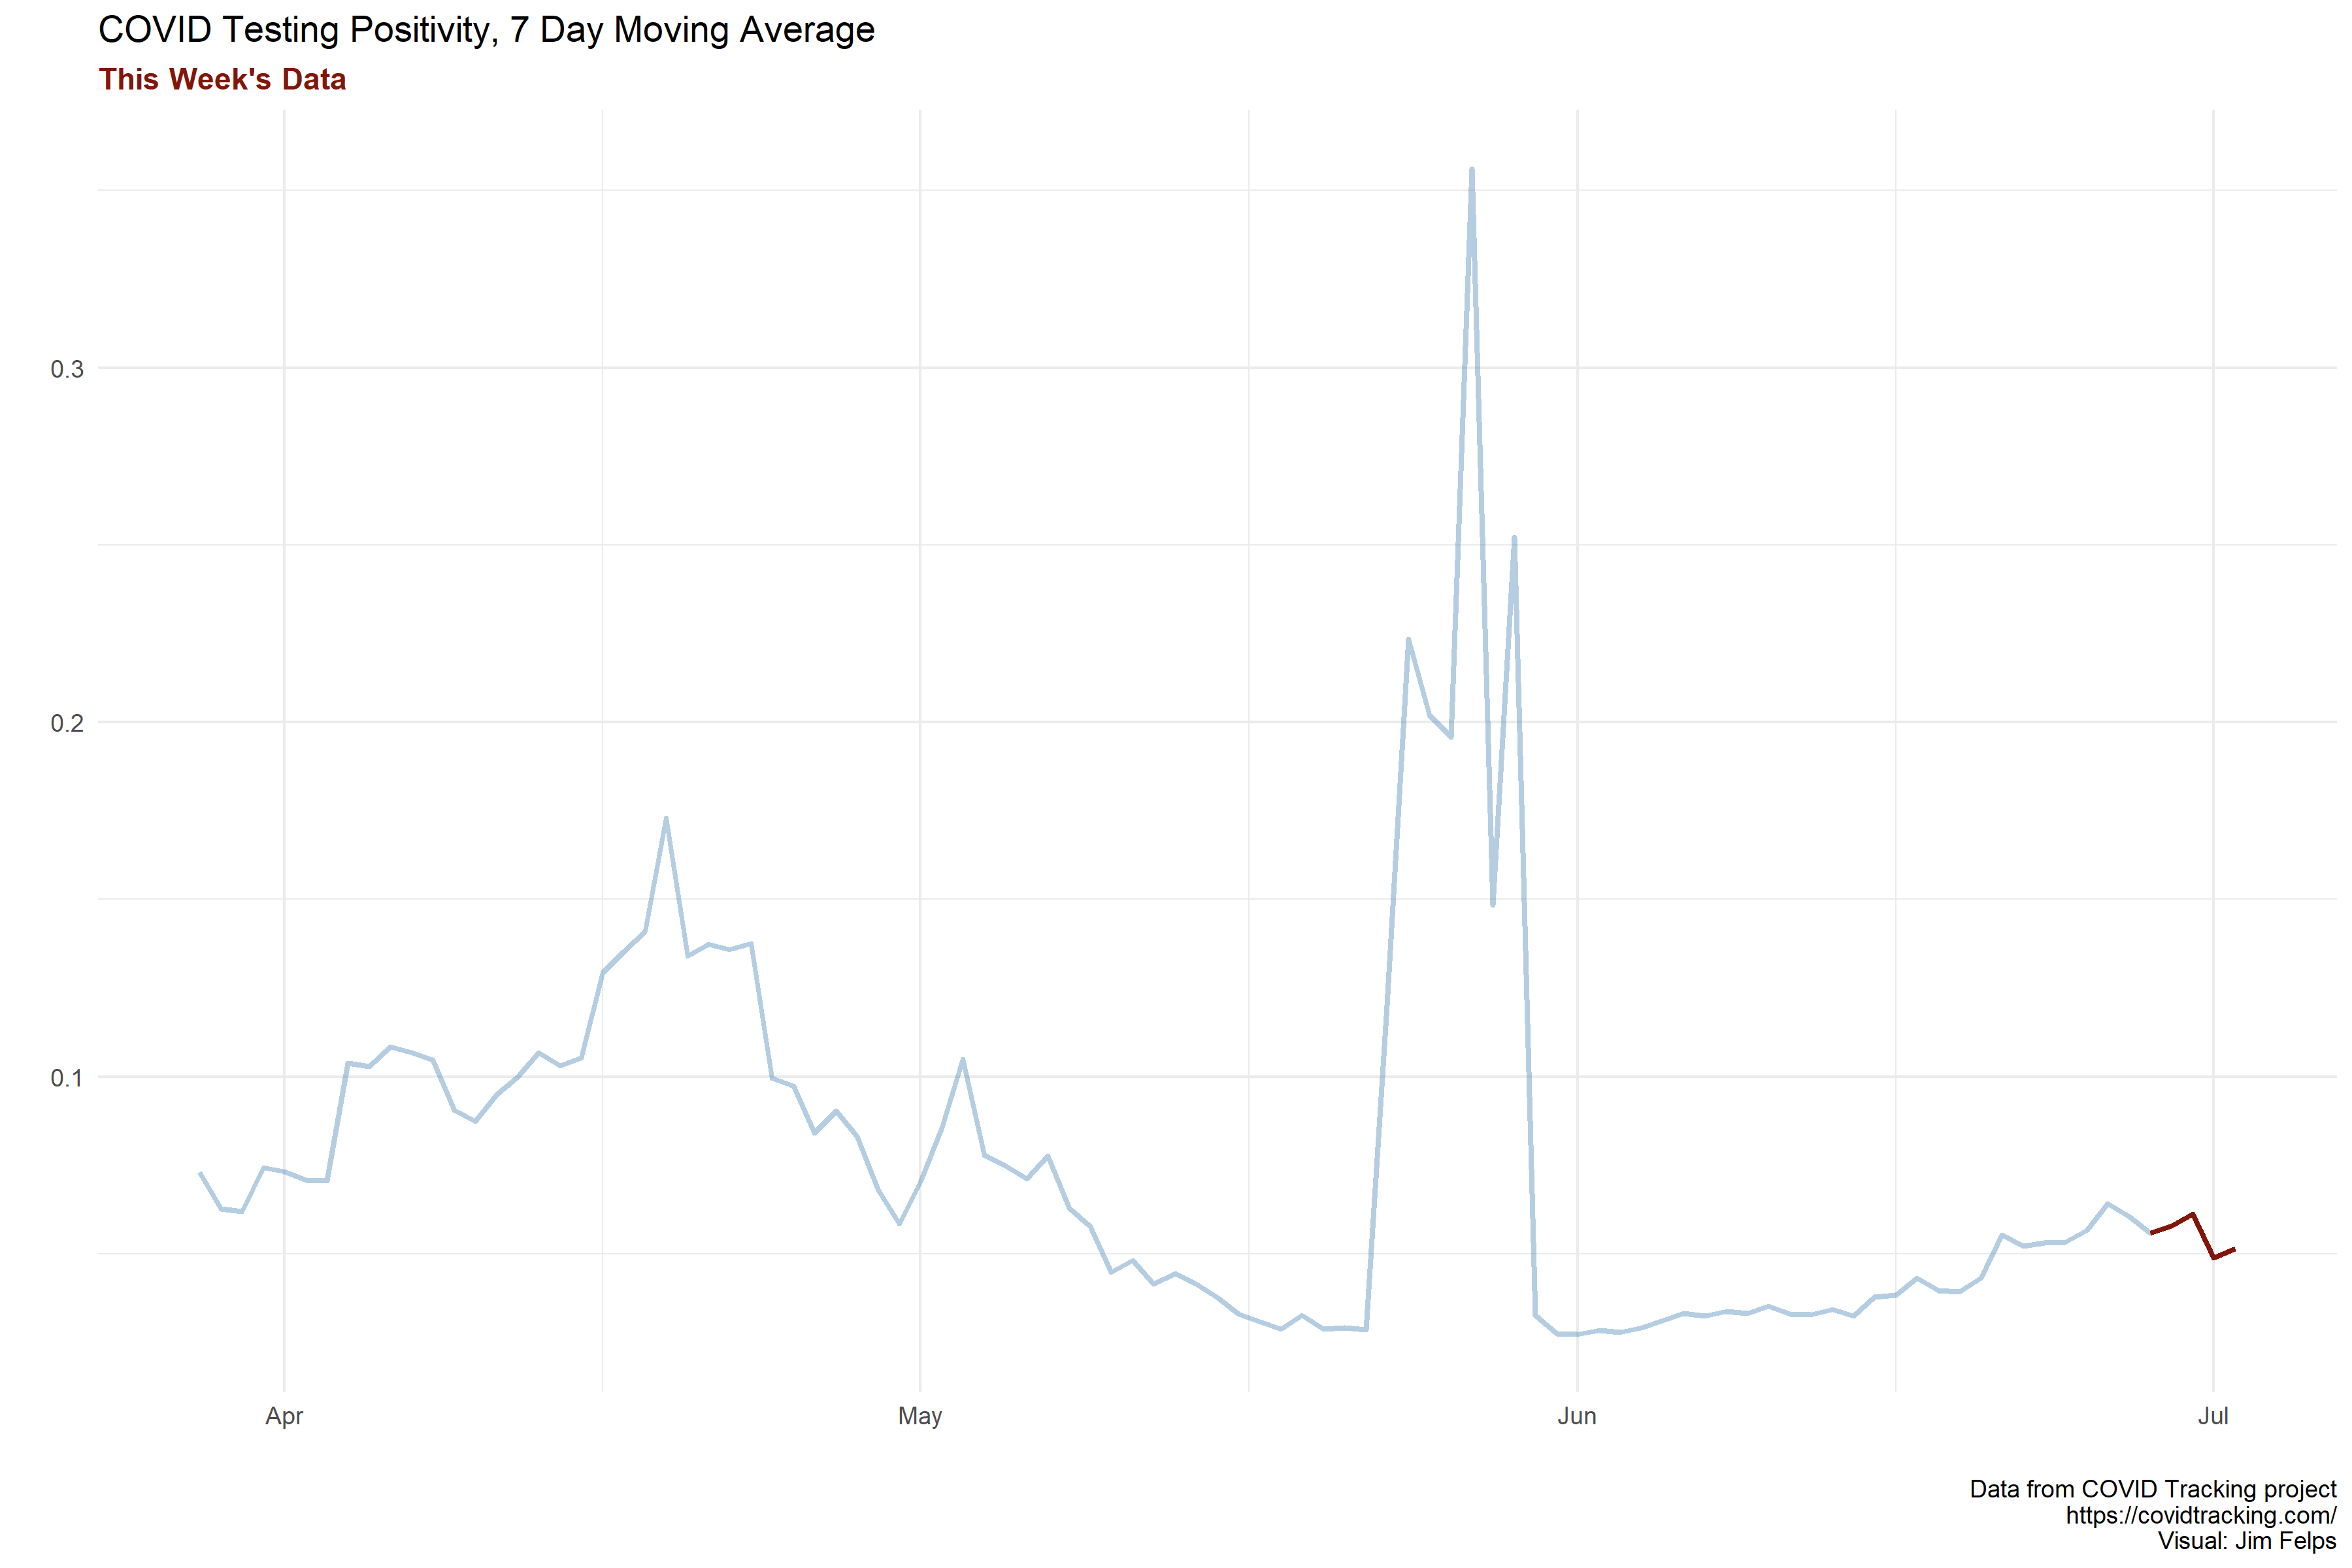 COVID Testing Positivity, 7 Day Moving Average
This Week's Data
0.3
0.2
0.1
Apr May Jun Jul
Data from COVID Tracking project
https://covidtracking.com/
Visual: Jim Felps